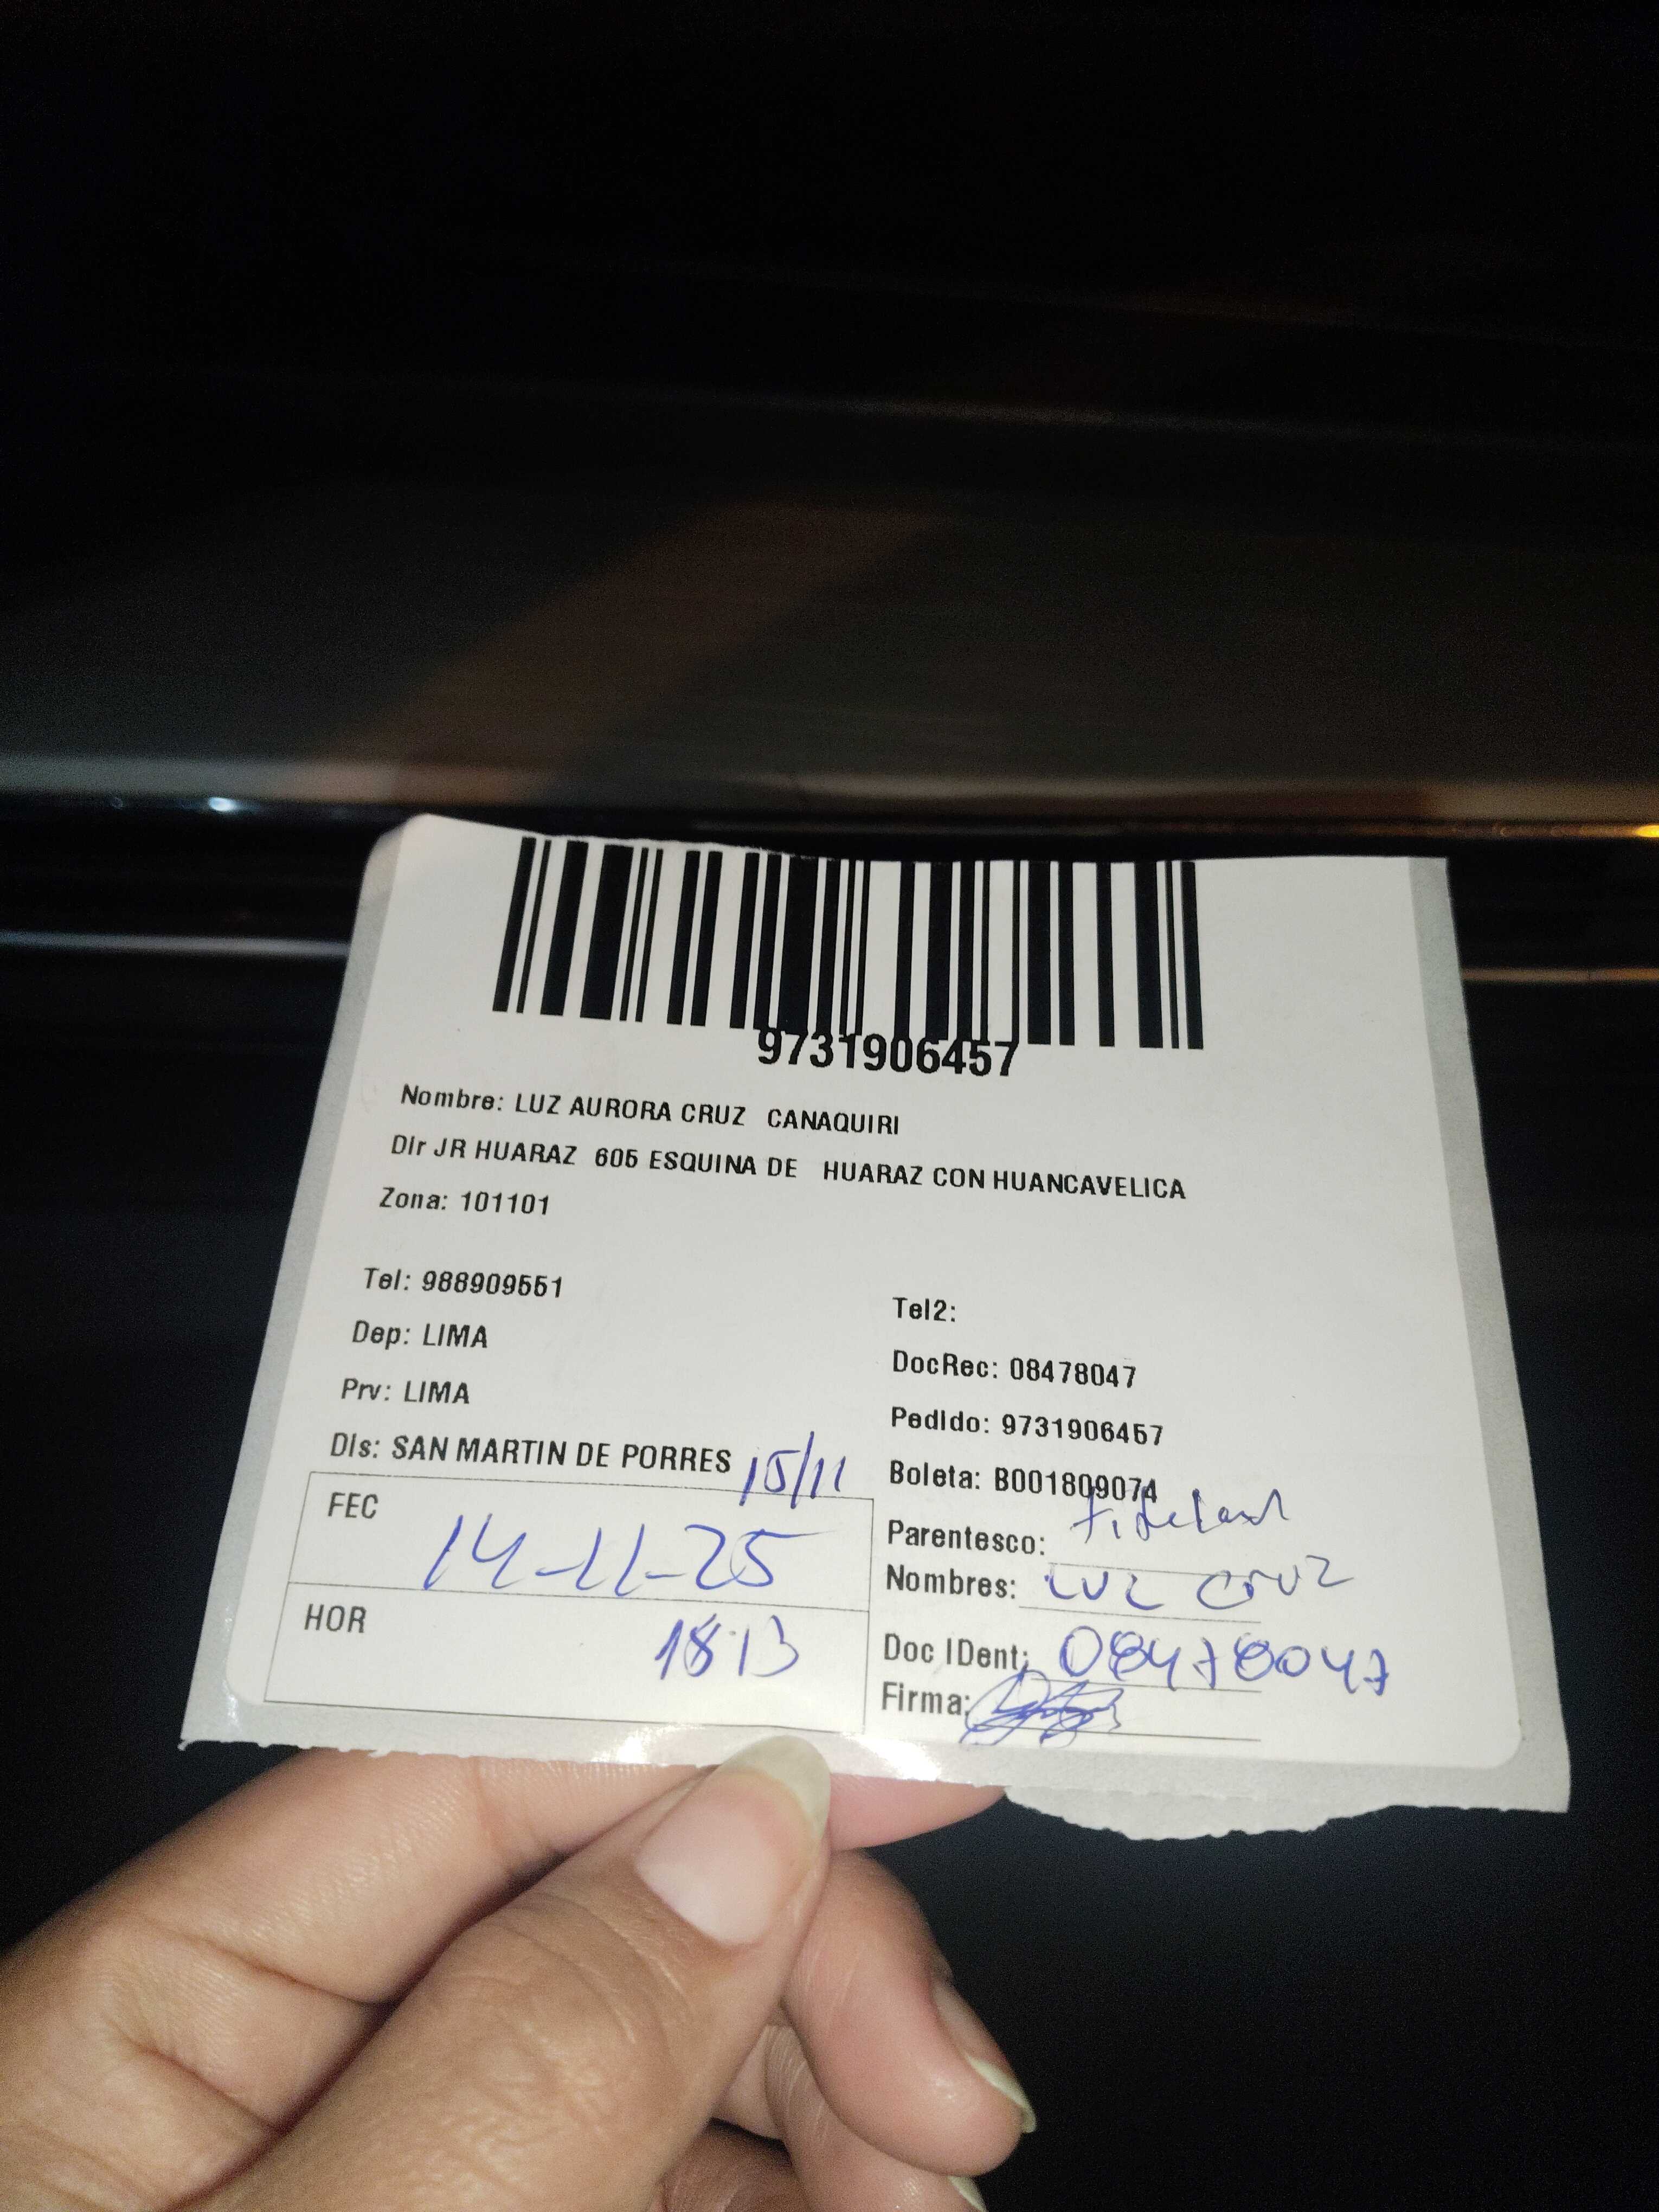 9731906457
Nombre: LUZ AURORA CRUZ CANAQUIRI
Dir JR HUARAZ 605 ESQUINA DE HUARAZ CON HUANCAVELICA
Zona: 101101
Tel: 988909551
Tel2:
Dep: LIMA
DocRec: 08478047
Prv: LIMA
Pedido: 9731906457
Dis: SAN MARTIN DE PORRES 15/11
Boleta: B001809074
FEC 14-11-25
Parentesco:
Nombres: LUZ CruZ
HOR 18:13
Doc IDent: 08478047
Firma: